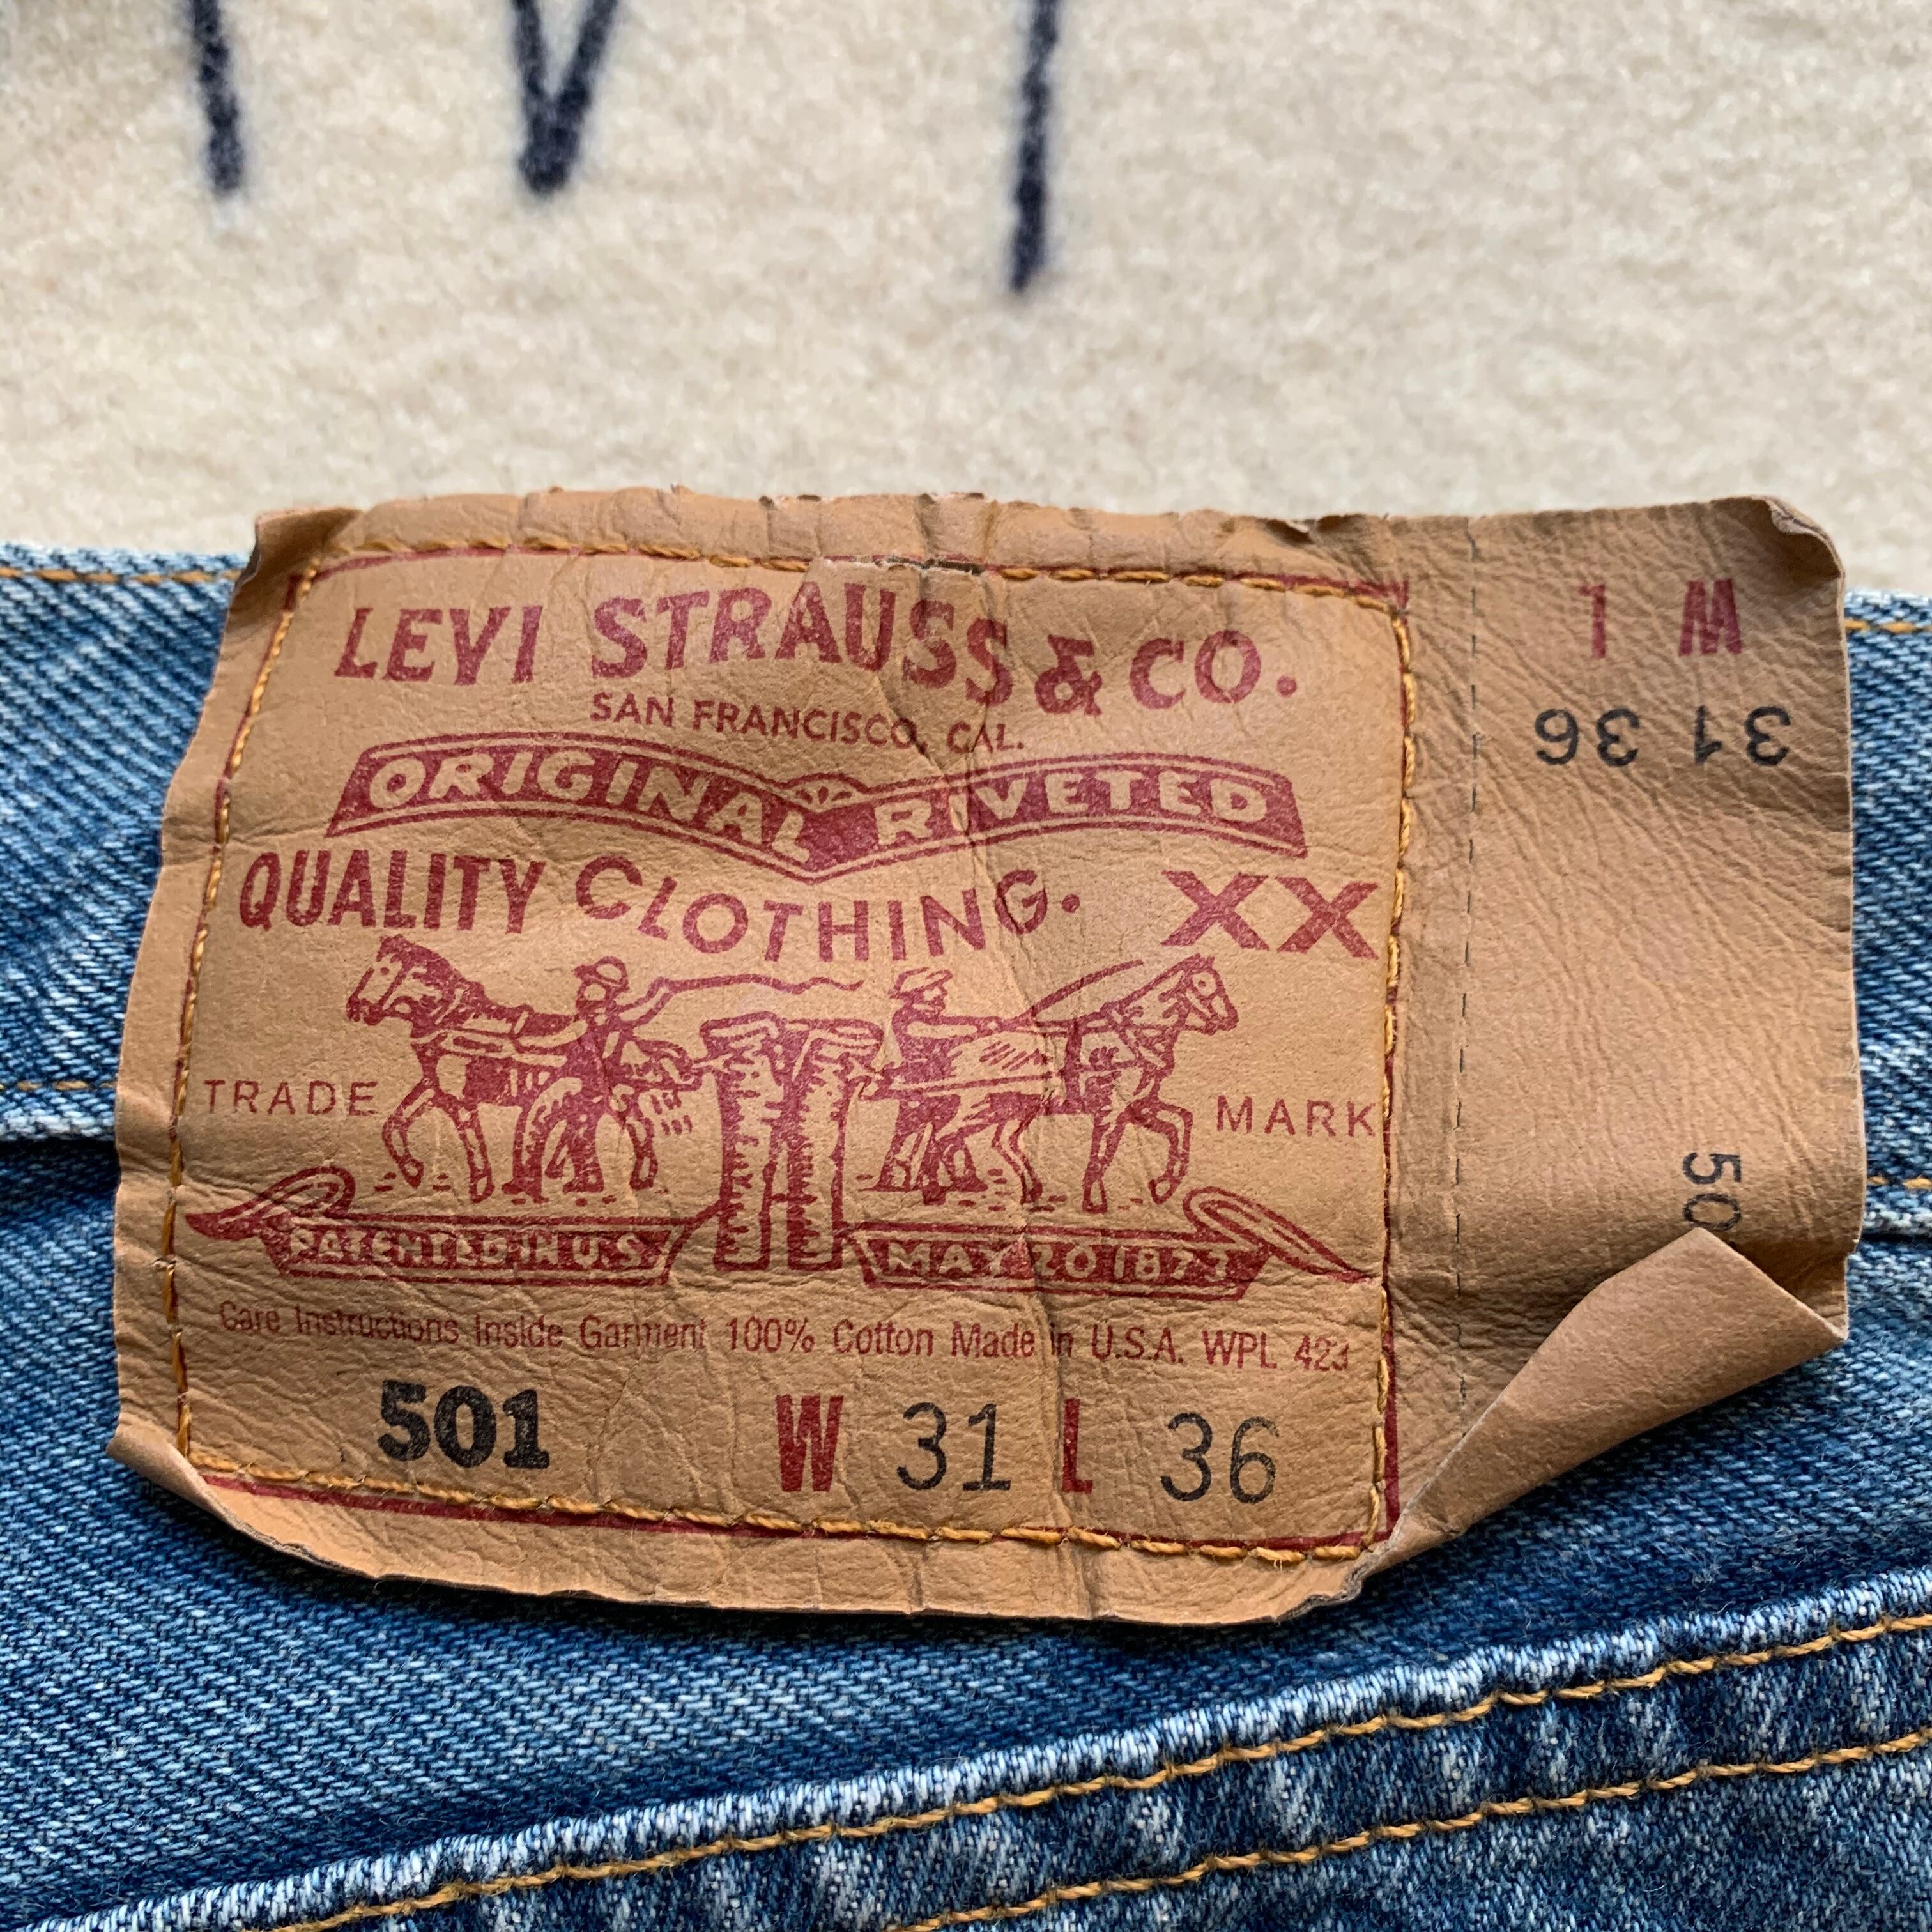 LEVI STRAUSS & CO.
SAN FRANCISCO, CAL.
ORIGINAL RIVETED
QUALITY CLOTHING. XX
TRADE MARK
PATENTED IN U.S. MAY 20 1873
Care Instructions Inside Garment 100% Cotton Made in U.S.A. WPL 423
501 W 31 L 36
W L
31 36
50